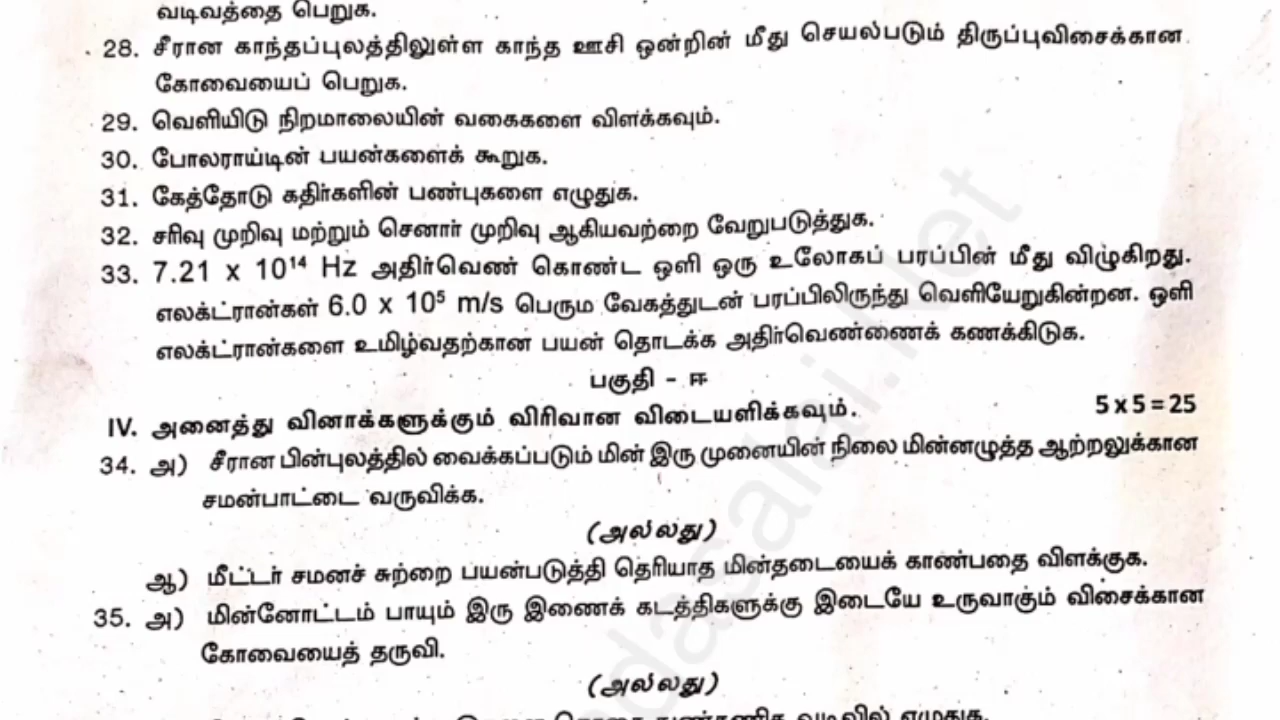 வடிவத்தை பெறுக.
28. சீரான காந்தப்புலத்திலுள்ள காந்த ஊசி ஒன்றின் மீது செயல்படும் திருப்புவிசைக்கான
கோவையைப் பெறுக.
29. வெளியிடு நிறமாலையின் வகைகளை விளக்கவும்.
30. போலராய்டின் பயன்களைக் கூறுக.
31. கேத்தோடு கதிர்களின் பண்புகளை எழுதுக.
32. சரிவு முறிவு மற்றும் செனார் முறிவு ஆகியவற்றை வேறுபடுத்துக.
33. 7.21 x 10¹⁴ Hz அதிர்வெண் கொண்ட ஒளி ஒரு உலோகப் பரப்பின் மீது விழுகிறது.
எலக்ட்ரான்கள் 6.0 x 10⁵ m/s பெரும வேகத்துடன் பரப்பிலிருந்து வெளியேறுகின்றன. ஒளி
எலக்ட்ரான்களை உமிழ்வதற்கான பயன் தொடக்க அதிர்வெண்ணைக் கணக்கிடுக.
பகுதி - ஈ
IV. அனைத்து வினாக்களுக்கும் விரிவான விடையளிக்கவும். 5 x 5 = 25
34. அ) சீரான பின்புலத்தில் வைக்கப்படும் மின் இரு முனையின் நிலை மின்னழுத்த ஆற்றலுக்கான
சமன்பாட்டை வருவிக்க.
(அல்லது)
ஆ) மீட்டர் சமனச் சுற்றை பயன்படுத்தி தெரியாத மின்தடையைக் காண்பதை விளக்குக.
35. அ) மின்னோட்டம் பாயும் இரு இணைக் கடத்திகளுக்கு இடையே உருவாகும் விசைக்கான
கோவையைத் தருவி.
(அல்லது)
வடிவில் எழுதுக.